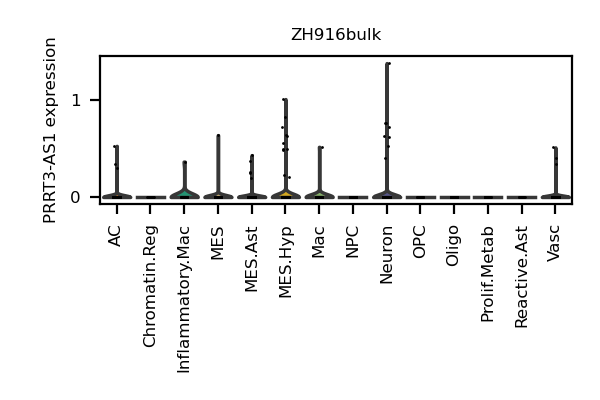 ZH916bulk
PRRT3-AS1 expression
1
0
AC
Chromatin.Reg
Inflammatory.Mac
MES
MES.Ast
MES.Hyp
Mac
NPC
Neuron
OPC
Oligo
Prolif.Metab
Reactive.Ast
Vasc